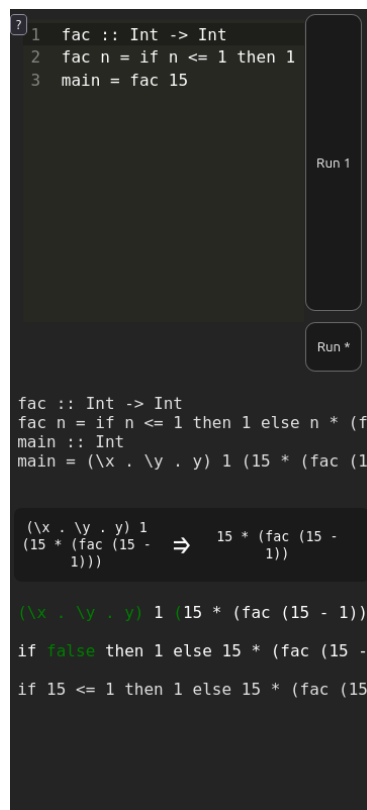 ?
1 fac :: Int -> Int
2 fac n = if n <= 1 then 1
3 main = fac 15
Run 1
Run *
fac :: Int -> Int
fac n = if n <= 1 then 1 else n * (f
main :: Int
main = (\x . \y . y) 1 (15 * (fac (1
(\x . \y . y) 1
(15 * (fac (15 -
1)))
⇒
15 * (fac (15 -
1))
(\x . \y . y) 1 (15 * (fac (15 - 1))
if false then 1 else 15 * (fac (15 -
if 15 <= 1 then 1 else 15 * (fac (15